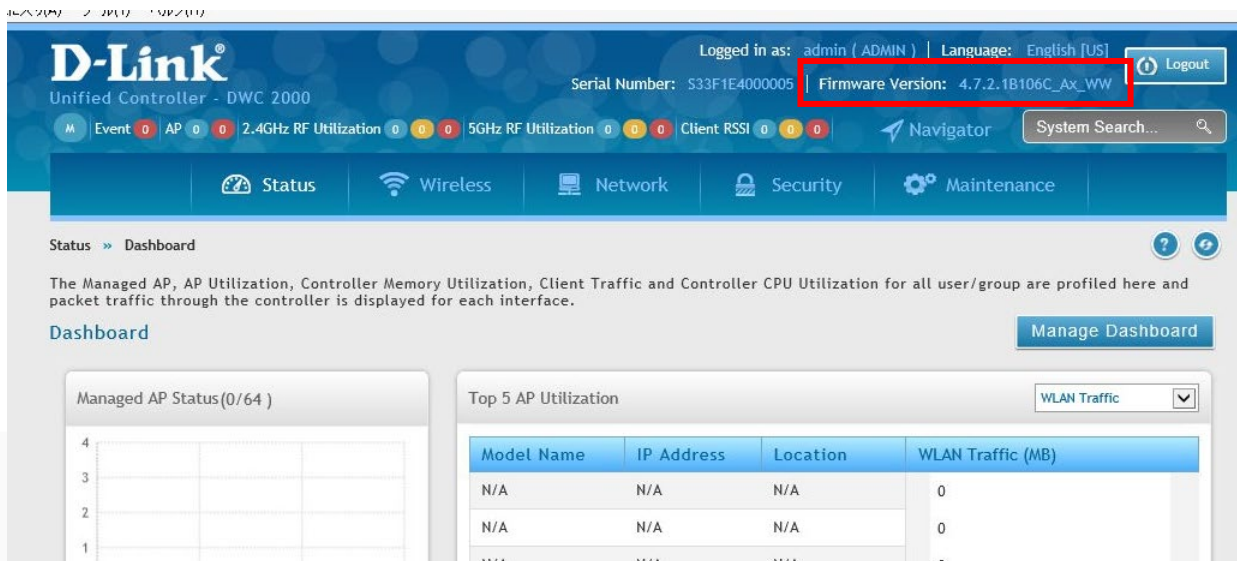 D-Link®
Logged in as: admin ( ADMIN ) | Language: English [US]
Logout
Unified Controller - DWC 2000
Serial Number: S33F1E4000005 | Firmware Version: 4.7.2.1B106C_Ax_WW
M Event 0 AP 0 0 2.4GHz RF Utilization 0 0 0 5GHz RF Utilization 0 0 0 Client RSSI 0 0 0 Navigator System Search...
Status Wireless Network Security Maintenance
Status » Dashboard
?
The Managed AP, AP Utilization, Controller Memory Utilization, Client Traffic and Controller CPU Utilization for all user/group are profiled here and
packet traffic through the controller is displayed for each interface.
Dashboard
Manage Dashboard
Managed AP Status(0/64 )
Top 5 AP Utilization
WLAN Traffic
4
3
2
1
Model Name IP Address Location WLAN Traffic (MB)
N/A N/A N/A 0
N/A N/A N/A 0